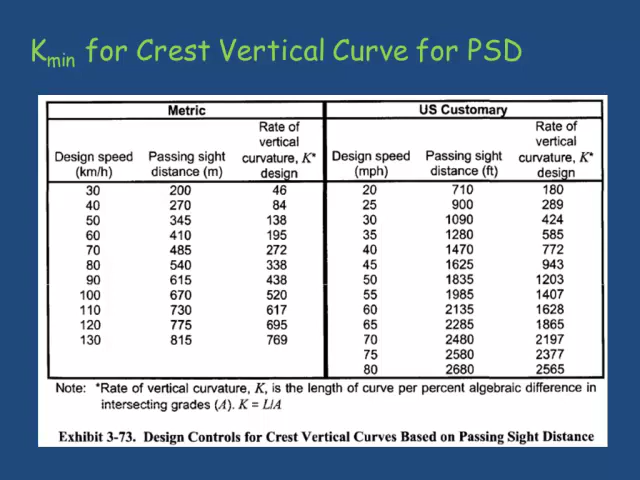 Kmin for Crest Vertical Curve for PSD
Metric US Customary
Rate of Rate of
vertical vertical
Design speed Passing sight curvature, K* Design speed Passing sight curvature, K*
(km/h) distance (m) design (mph) distance (ft) design
30 200 46 20 710 180
40 270 84 25 900 289
50 345 138 30 1090 424
60 410 195 35 1280 585
70 485 272 40 1470 772
80 540 338 45 1625 943
90 615 438 50 1835 1203
100 670 520 55 1985 1407
110 730 617 60 2135 1628
120 775 695 65 2285 1865
130 815 769 70 2480 2197
75 2580 2377
80 2680 2565
Note: *Rate of vertical curvature, K, is the length of curve per percent algebraic difference in
intersecting grades (A). K = L/A
Exhibit 3-73. Design Controls for Crest Vertical Curves Based on Passing Sight Distance